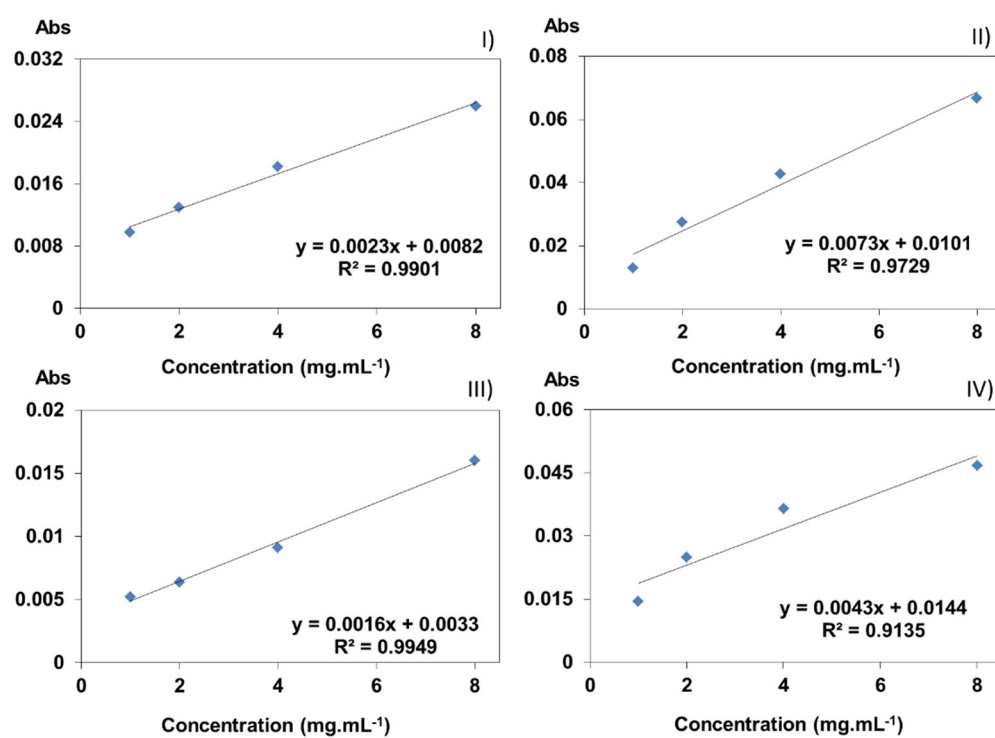 Abs
I)
0.032
0.024
0.016
0.008
0
y = 0.0023x + 0.0082
R² = 0.9901
0 2 4 6 8
Concentration (mg.mL⁻¹)
Abs
II)
0.08
0.06
0.04
0.02
0
y = 0.0073x + 0.0101
R² = 0.9729
0 2 4 6 8
Concentration (mg.mL⁻¹)
Abs
III)
0.02
0.015
0.01
0.005
0
y = 0.0016x + 0.0033
R² = 0.9949
0 2 4 6 8
Concentration (mg.mL⁻¹)
Abs
IV)
0.06
0.045
0.03
0.015
0
y = 0.0043x + 0.0144
R² = 0.9135
0 2 4 6 8
Concentration (mg.mL⁻¹)